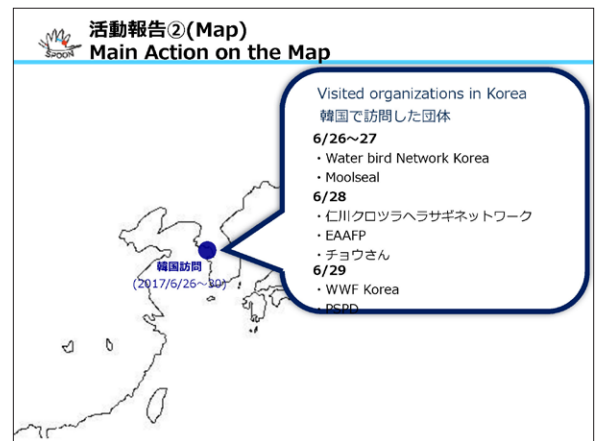 活動報告②(Map)
SPOON
Main Action on the Map
Visited organizations in Korea
韓国で訪問した団体
6/26～27
・Water bird Network Korea
・Moolseal
6/28
・仁川クロツラヘラサギネットワーク
・EAAFP
・チョウさん
6/29
・WWF Korea
・PSPD
韓国訪問
(2017/6/26～30)